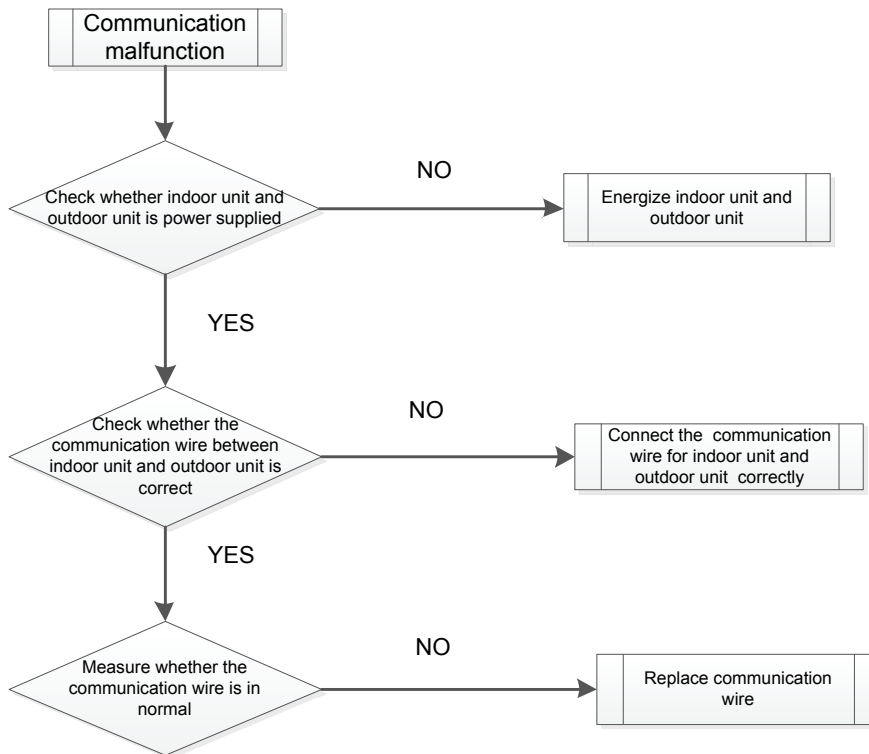 Communication
malfunction
Check whether indoor unit and
outdoor unit is power supplied
NO
Energize indoor unit and
outdoor unit
YES
Check whether the
communication wire between
indoor unit and outdoor unit is
correct
NO
Connect the communication
wire for indoor unit and
outdoor unit correctly
YES
Measure whether the
communication wire is in
normal
NO
Replace communication
wire